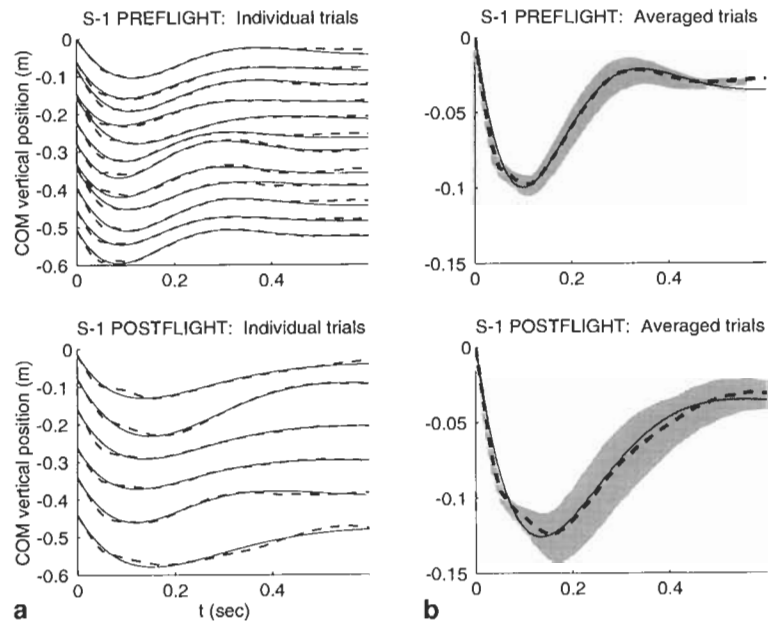 S-1 PREFLIGHT: Individual trials
COM vertical position (m)
0
-0.1
-0.2
-0.3
-0.4
-0.5
-0.6
0 0.2 0.4
S-1 PREFLIGHT: Averaged trials
0
-0.05
-0.1
-0.15
0 0.2 0.4
S-1 POSTFLIGHT: Individual trials
COM vertical position (m)
0
-0.1
-0.2
-0.3
-0.4
-0.5
-0.6
0 0.2 0.4
t (sec)
a
S-1 POSTFLIGHT: Averaged trials
0
-0.05
-0.1
-0.15
0 0.2 0.4
b